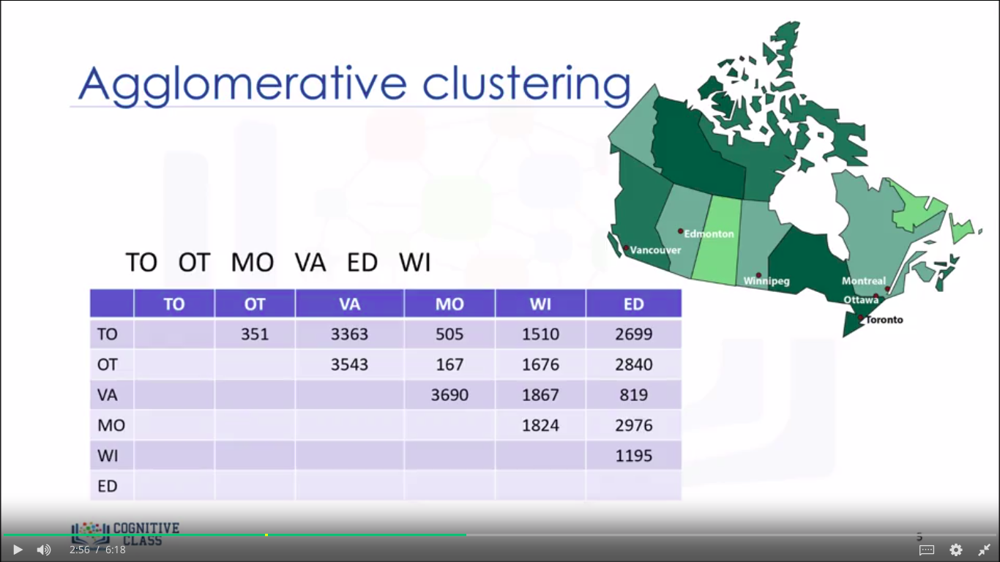 Agglomerative clustering
Edmonton
Vancouver
Winnipeg
Montreal
Ottawa
Toronto
TO OT MO VA ED WI
TO OT VA MO WI ED
TO 351 3363 505 1510 2699
OT 3543 167 1676 2840
VA 3690 1867 819
MO 1824 2976
WI 1195
ED
COGNITIVE
CLASS
5
2:56 / 6:18